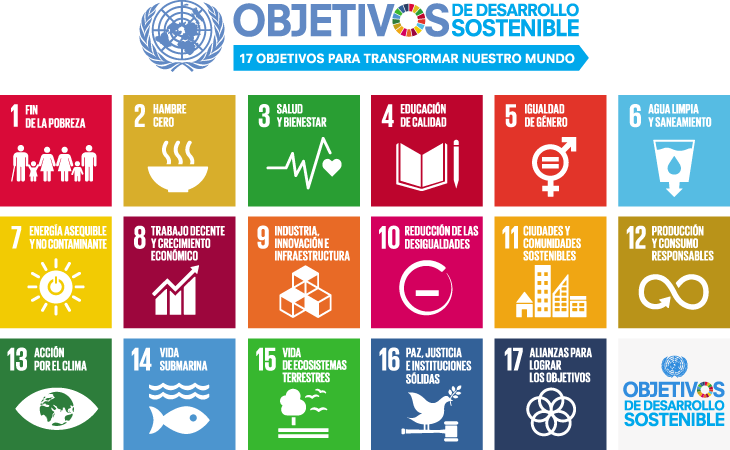 OBJETIVOS
DE DESARROLLO
SOSTENIBLE
17 OBJETIVOS PARA TRANSFORMAR NUESTRO MUNDO
1 FIN
DE LA POBREZA
2 HAMBRE
CERO
3 SALUD
Y BIENESTAR
4 EDUCACIÓN
DE CALIDAD
5 IGUALDAD
DE GÉNERO
6 AGUA LIMPIA
Y SANEAMIENTO
7 ENERGÍA ASEQUIBLE
Y NO CONTAMINANTE
8 TRABAJO DECENTE
Y CRECIMIENTO
ECONÓMICO
9 INDUSTRIA,
INNOVACIÓN E
INFRAESTRUCTURA
10 REDUCCIÓN DE LAS
DESIGUALDADES
11 CIUDADES Y
COMUNIDADES
SOSTENIBLES
12 PRODUCCIÓN
Y CONSUMO
RESPONSABLES
13 ACCIÓN
POR EL CLIMA
14 VIDA
SUBMARINA
15 VIDA
DE ECOSISTEMAS
TERRESTRES
16 PAZ, JUSTICIA
E INSTITUCIONES
SÓLIDAS
17 ALIANZAS PARA
LOGRAR
LOS OBJETIVOS
OBJETIVOS
DE DESARROLLO
SOSTENIBLE